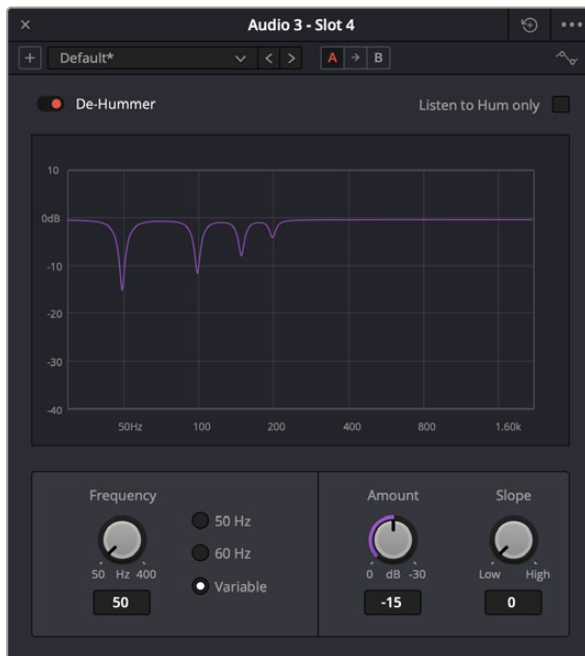 Audio 3 - Slot 4
Default*
A
B
De-Hummer
Listen to Hum only
10
0dB
-10
-20
-30
-40
50Hz 100 200 400 800 1.60k
Frequency
50 Hz
60 Hz
Variable
50 Hz 400
50
Amount
0 dB -30
-15
Slope
Low High
0